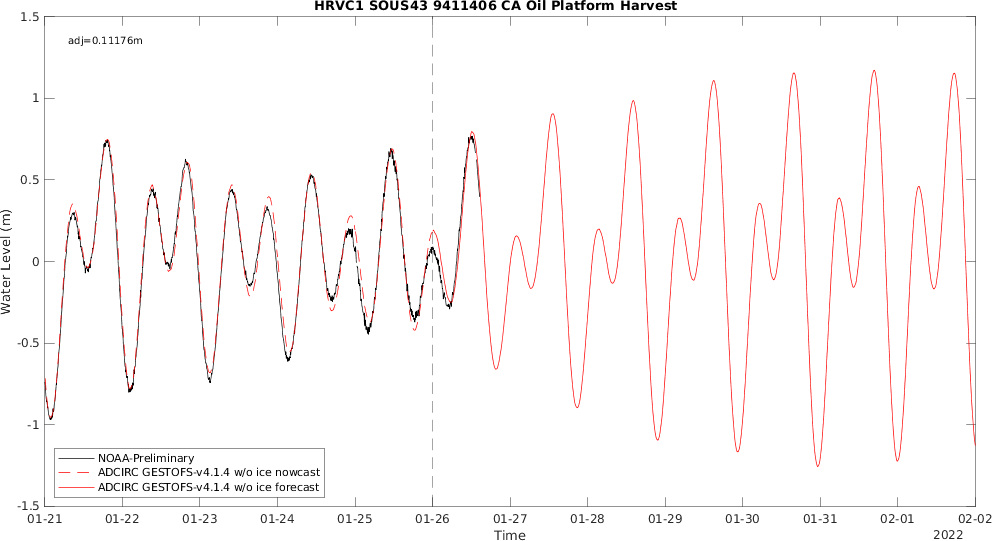 HRVC1 SOUS43 9411406 CA Oil Platform Harvest
adj=0.11176m
Water Level (m)
1.5
1
0.5
0
-0.5
-1
-1.5
NOAA-Preliminary
ADCIRC GESTOFS-v4.1.4 w/o ice nowcast
ADCIRC GESTOFS-v4.1.4 w/o ice forecast
01-21 01-22 01-23 01-24 01-25 01-26 01-27 01-28 01-29 01-30 01-31 02-01 02-02
Time
2022